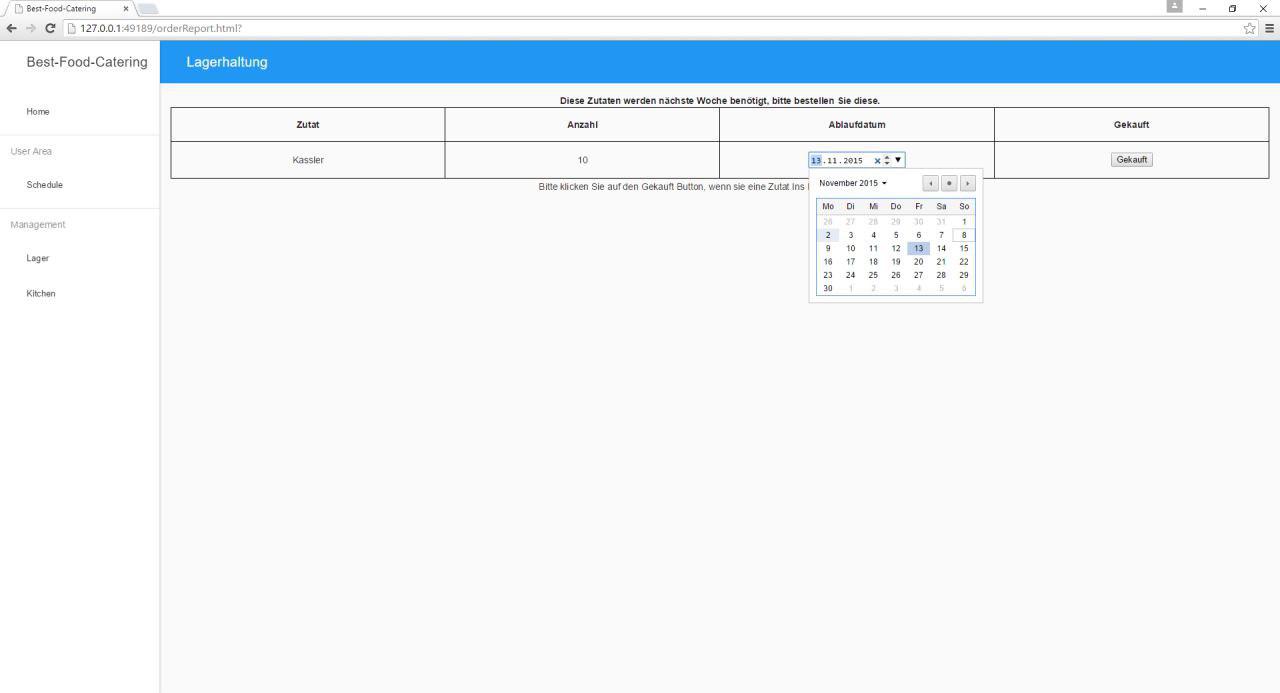 Best-Food-Catering
127.0.0.1:49189/orderReport.html?
Best-Food-Catering
Lagerhaltung
Home
User Area
Schedule
Management
Lager
Kitchen
Diese Zutaten werden nächste Woche benötigt, bitte bestellen Sie diese.
Zutat Anzahl Ablaufdatum Gekauft
Kassler 10 13.11.2015 Gekauft
Bitte klicken Sie auf den Gekauft Button, wenn sie eine Zutat Ins
November 2015
Mo Di Mi Do Fr Sa So
26 27 28 29 30 31 1
2 3 4 5 6 7 8
9 10 11 12 13 14 15
16 17 18 19 20 21 22
23 24 25 26 27 28 29
30 1 2 3 4 5 6